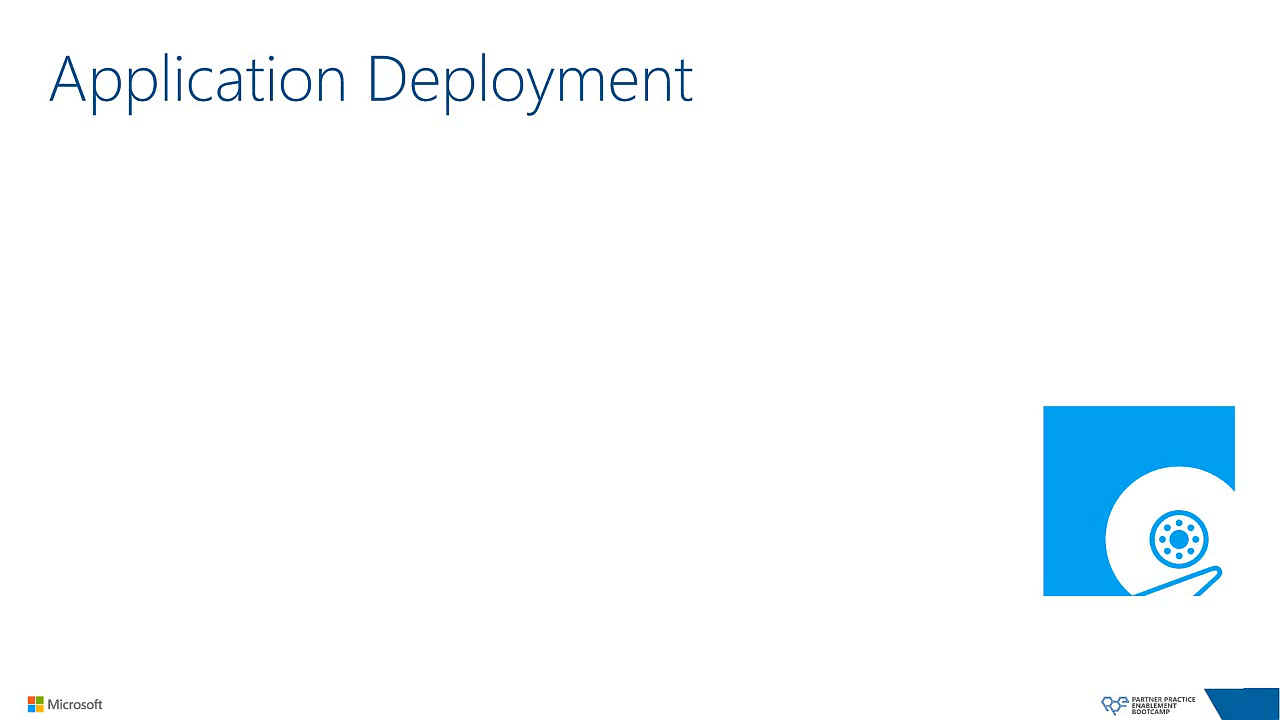 Application Deployment
Microsoft
PARTNER PRACTICE
ENABLEMENT
BOOTCAMP